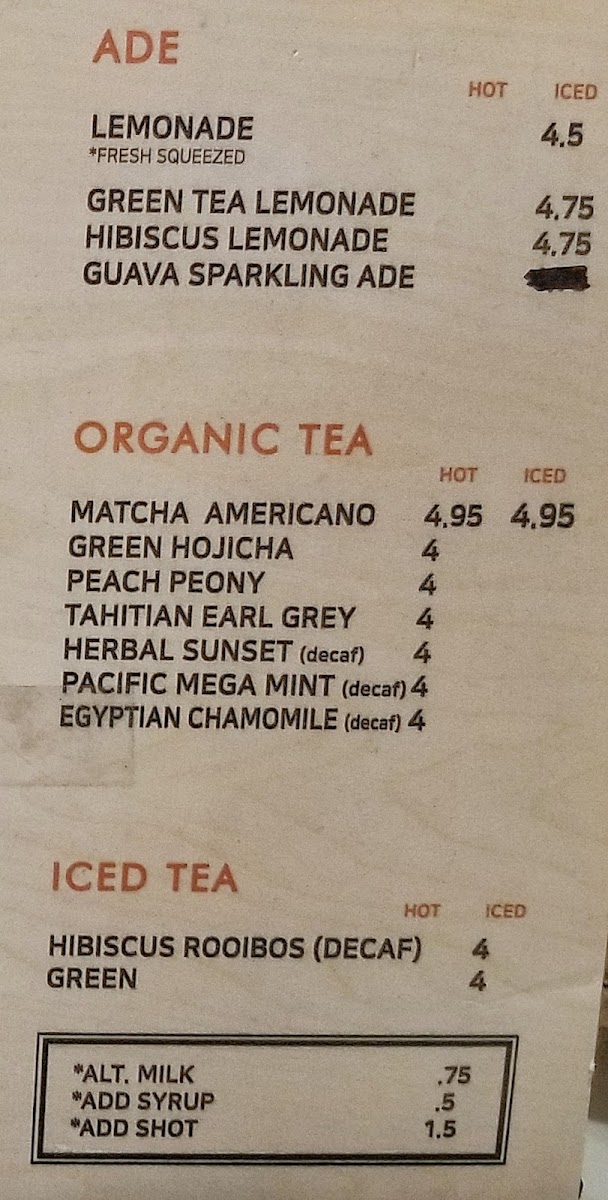 ADE
HOT ICED
LEMONADE 4.5
*FRESH SQUEEZED
GREEN TEA LEMONADE 4.75
HIBISCUS LEMONADE 4.75
GUAVA SPARKLING ADE
ORGANIC TEA
HOT ICED
MATCHA AMERICANO 4.95 4.95
GREEN HOJICHA 4
PEACH PEONY 4
TAHITIAN EARL GREY 4
HERBAL SUNSET (decaf) 4
PACIFIC MEGA MINT (decaf) 4
EGYPTIAN CHAMOMILE (decaf) 4
ICED TEA
HOT ICED
HIBISCUS ROOIBOS (DECAF) 4
GREEN 4
*ALT. MILK .75
*ADD SYRUP .5
*ADD SHOT 1.5